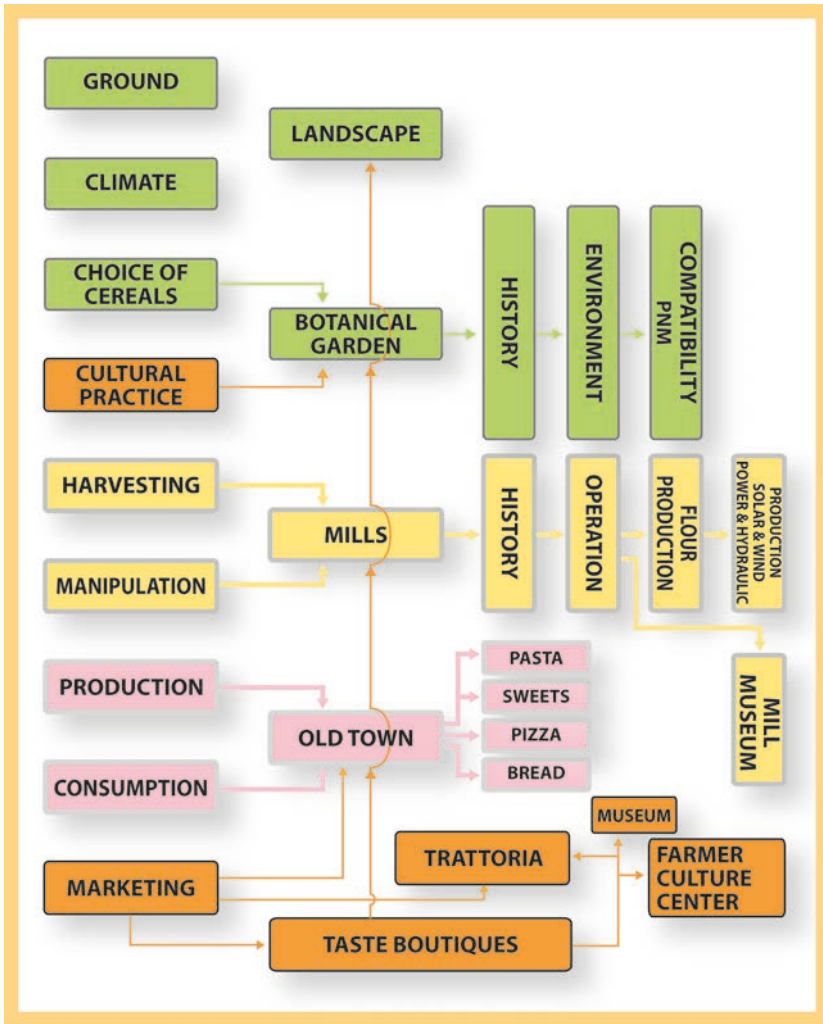 GROUND
LANDSCAPE
CLIMATE
CHOICE OF
CEREALS
BOTANICAL
GARDEN
HISTORY
ENVIRONMENT
COMPATIBILITY
PNM
CULTURAL
PRACTICE
HARVESTING
MILLS
HISTORY
OPERATION
FLOUR
PRODUCTION
PRODUCTION
SOLAR & WIND
POWER & HYDRAULIC
MANIPULATION
MILL
MUSEUM
PRODUCTION
OLD TOWN
PASTA
SWEETS
PIZZA
BREAD
CONSUMPTION
MUSEUM
TRATTORIA
FARMER
CULTURE
CENTER
MARKETING
TASTE BOUTIQUES